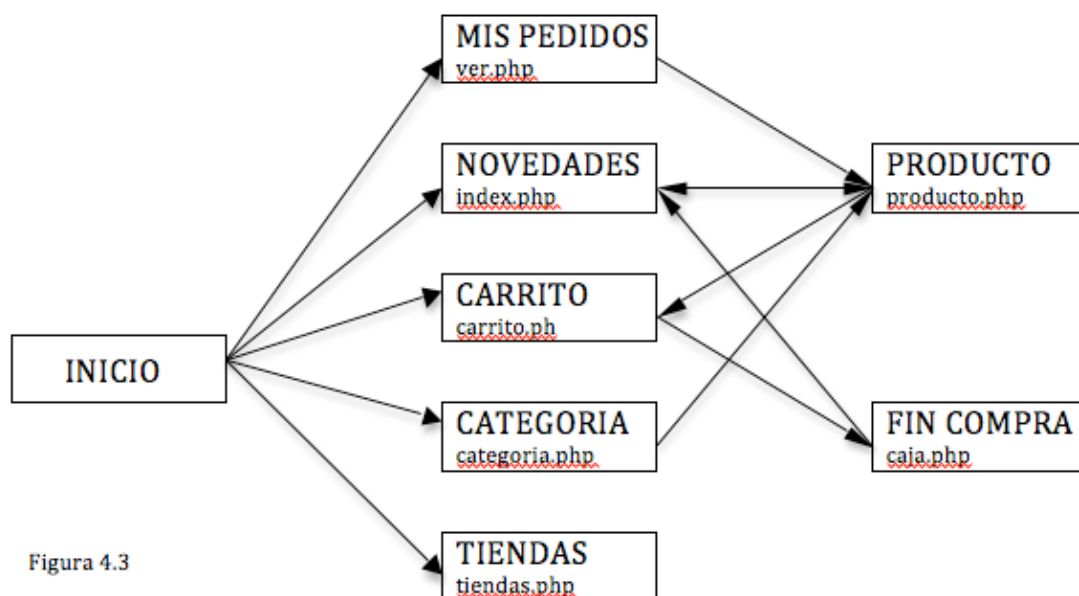 MIS PEDIDOS
ver.php
NOVEDADES
index.php
PRODUCTO
producto.php
CARRITO
carrito.ph
INICIO
CATEGORIA
categoria.php
FIN COMPRA
caja.php
TIENDAS
tiendas.php
Figura 4.3